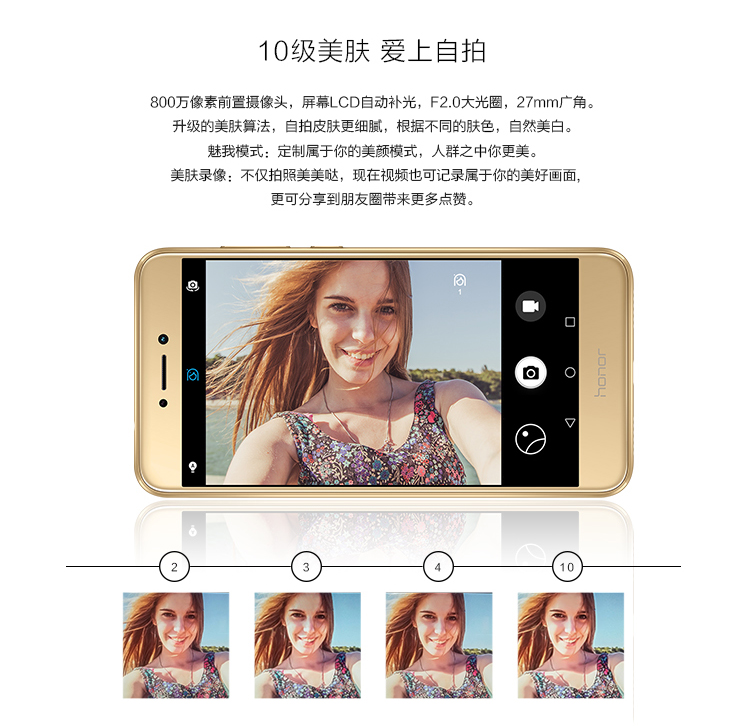 10级美肤 爱上自拍
800万像素前置摄像头，屏幕LCD自动补光，F2.0大光圈，27mm广角。
升级的美肤算法，自拍皮肤更细腻，根据不同的肤色，自然美白。
魅我模式：定制属于你的美颜模式，人群之中你更美。
美肤录像：不仅拍照美美哒，现在视频也可记录属于你的美好画面,
更可分享到朋友圈带来更多点赞。
1
honor
2 3 4 10